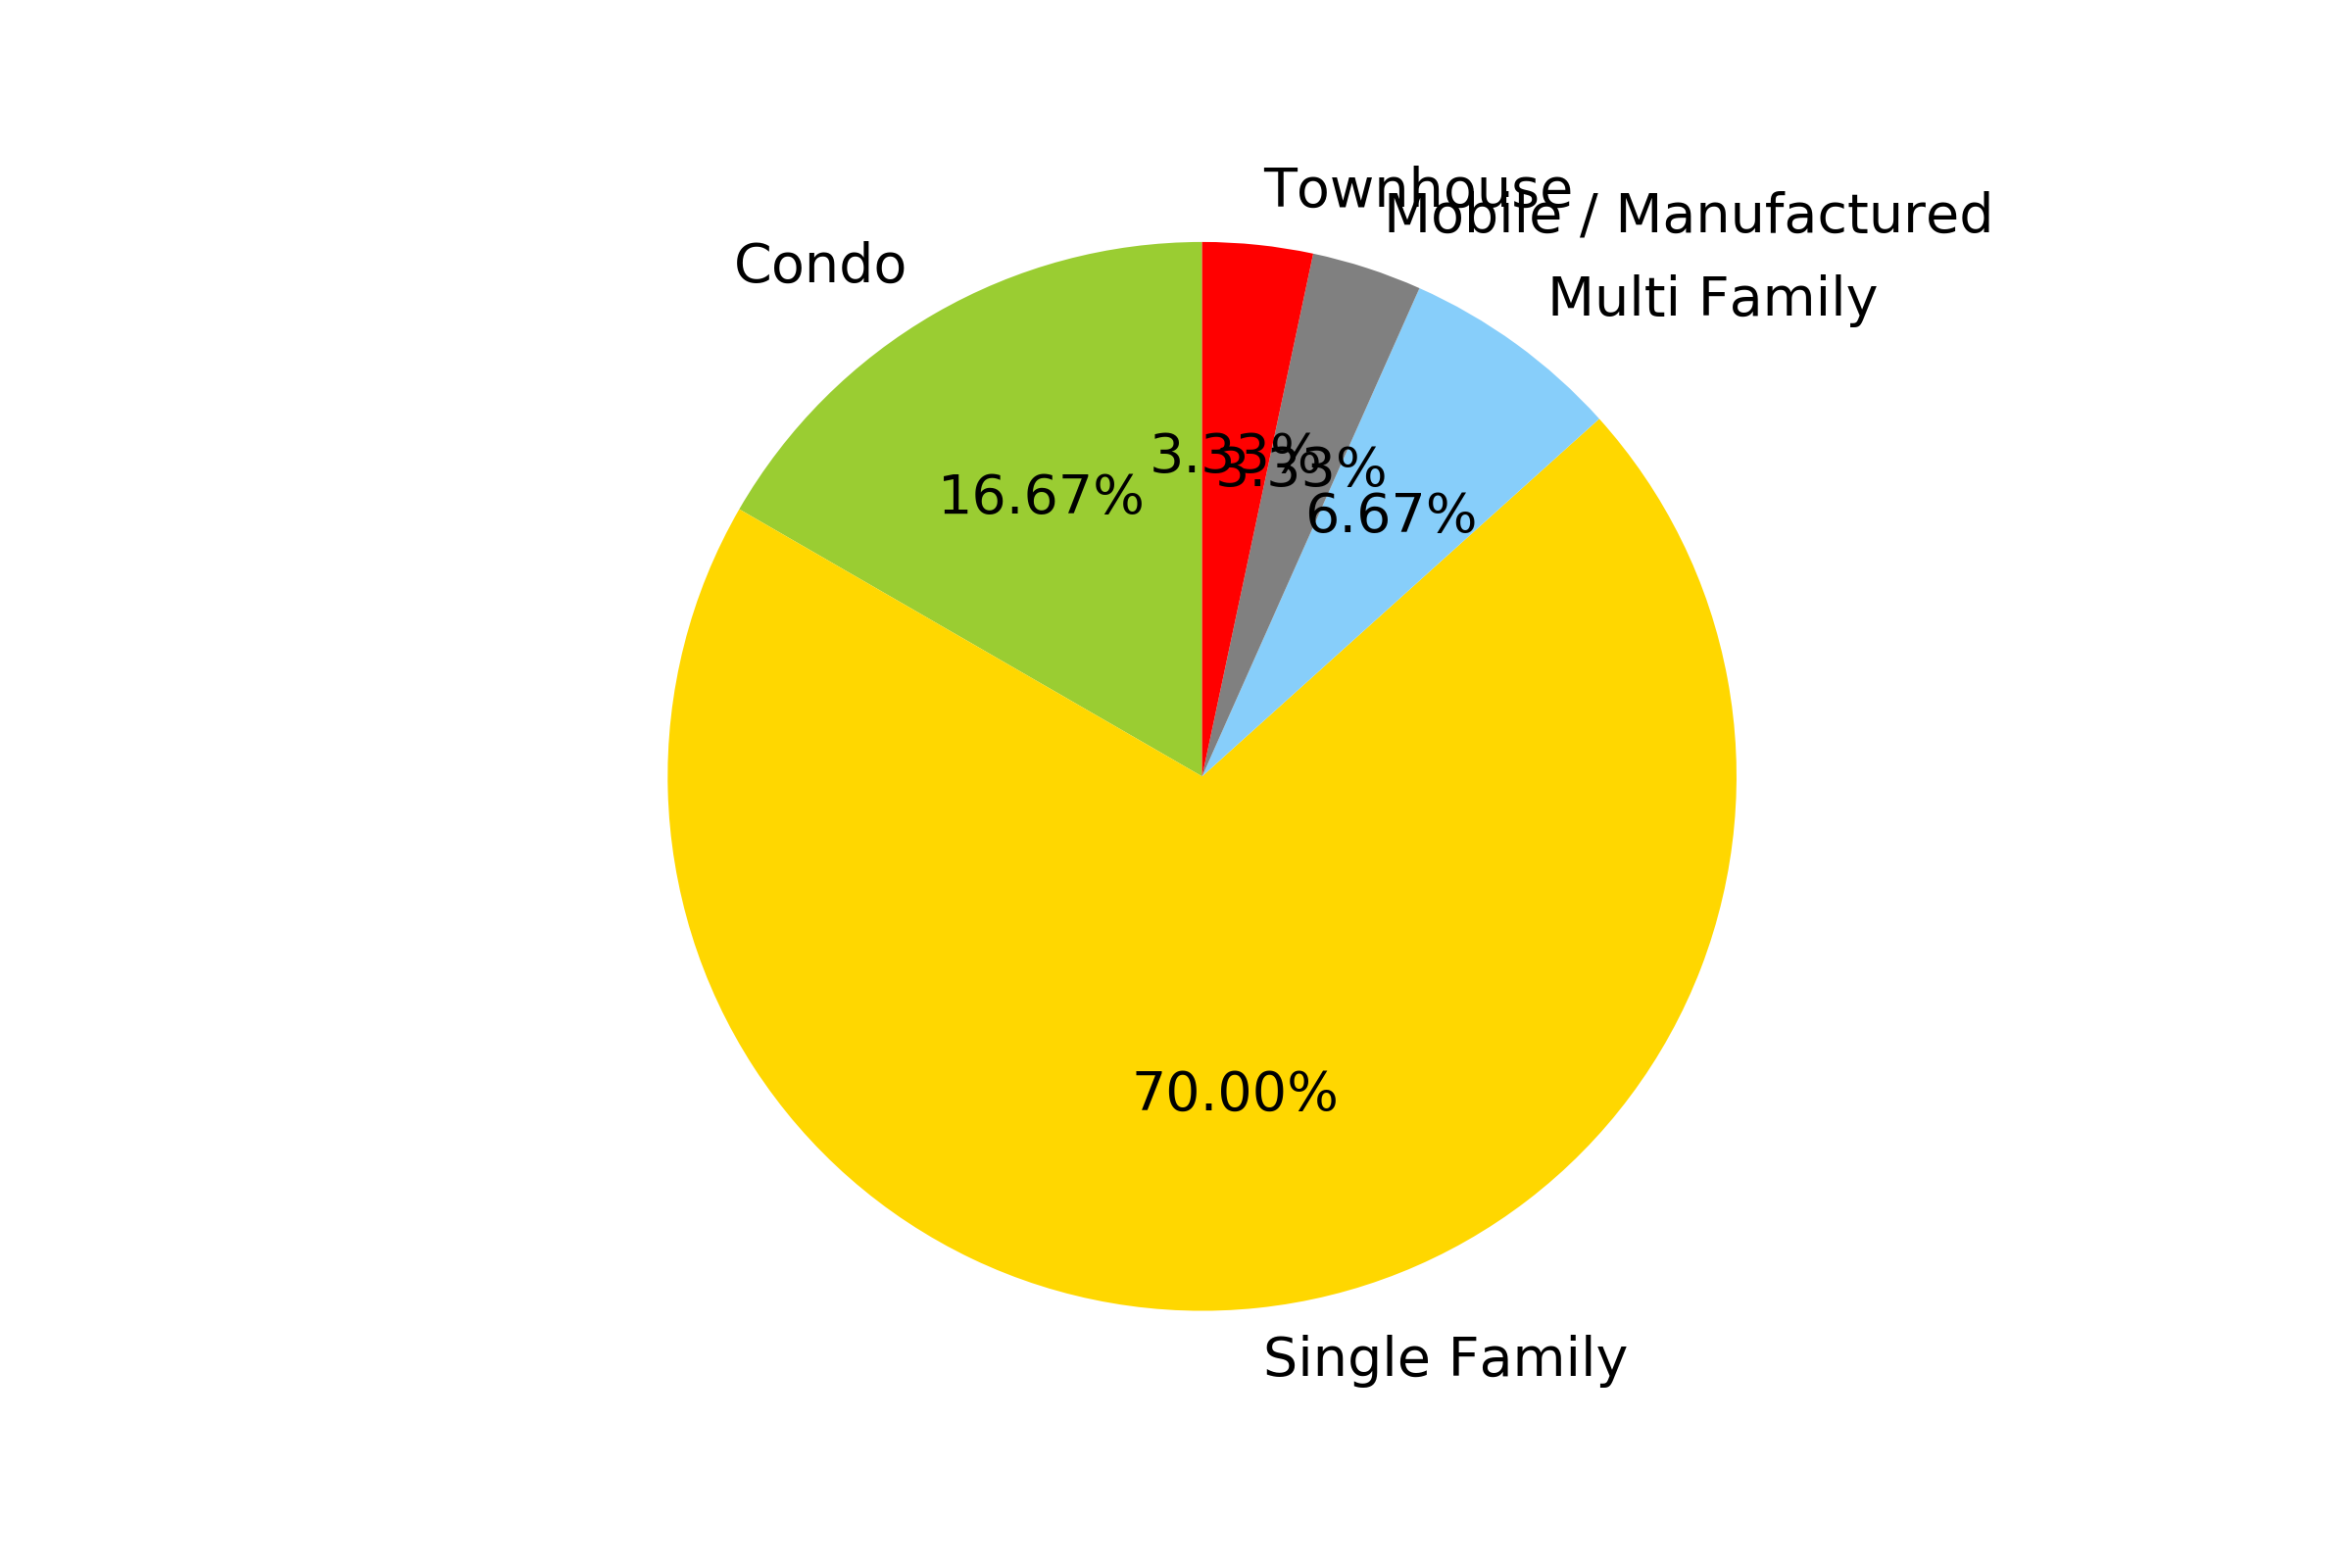 Townhouse
Mobile / Manufactured
Condo
Multi Family
3.33%
3.33%
16.67%
6.67%
70.00%
Single Family